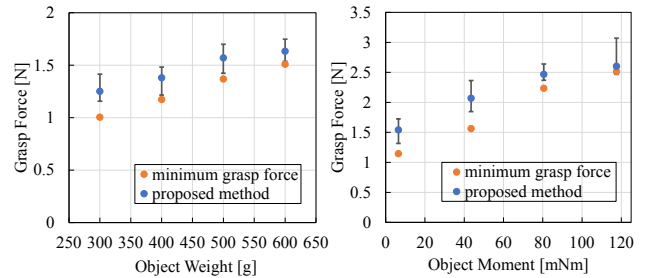 2
1.5
1
0.5
0
Grasp Force [N]
minimum grasp force
proposed method
250 300 350 400 450 500 550 600 650
Object Weight [g]
3.5
3
2.5
2
1.5
1
0.5
0
Grasp Force [N]
minimum grasp force
proposed method
0 20 40 60 80 100 120
Object Moment [mNm]